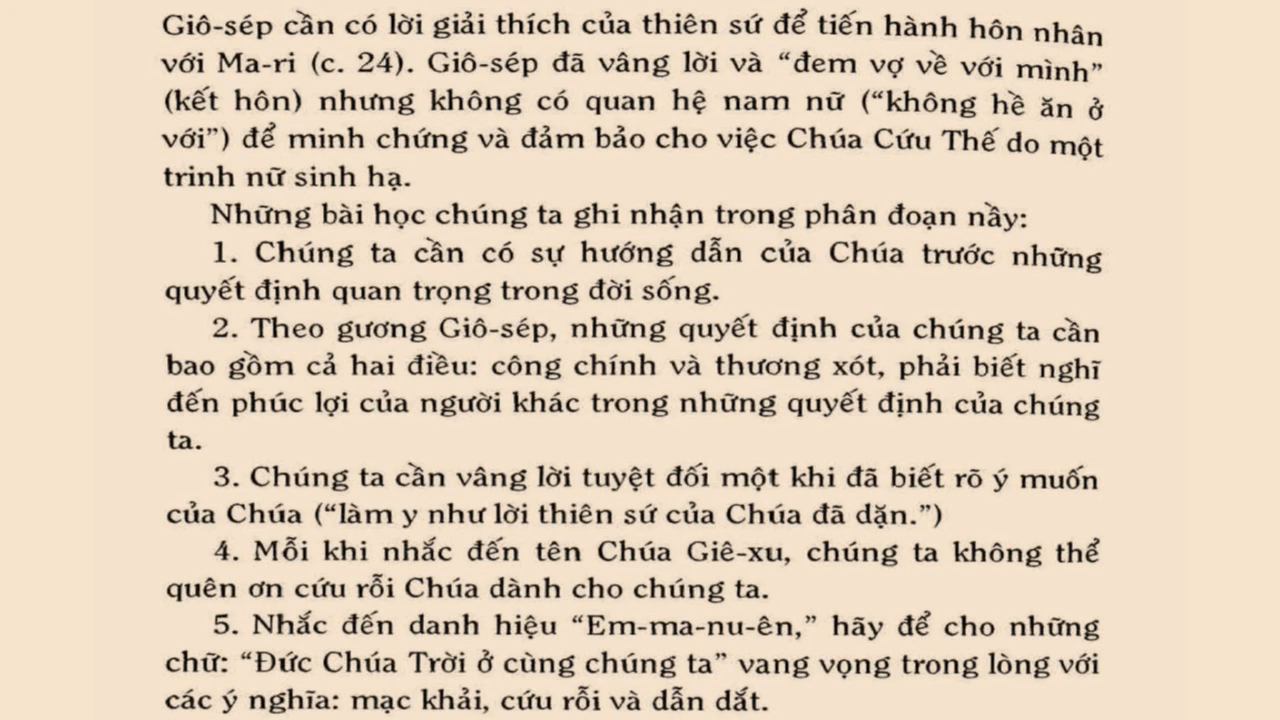 Giô-sép cần có lời giải thích của thiên sứ để tiến hành hôn nhân
với Ma-ri (c. 24). Giô-sép đã vâng lời và “đem vợ về với mình”
(kết hôn) nhưng không có quan hệ nam nữ (“không hề ăn ở
với”) để minh chứng và đảm bảo cho việc Chúa Cứu Thế do một
trinh nữ sinh hạ.
Những bài học chúng ta ghi nhận trong phân đoạn nầy:
1. Chúng ta cần có sự hướng dẫn của Chúa trước những
quyết định quan trọng trong đời sống.
2. Theo gương Giô-sép, những quyết định của chúng ta cần
bao gồm cả hai điều: công chính và thương xót, phải biết nghĩ
đến phúc lợi của người khác trong những quyết định của chúng
ta.
3. Chúng ta cần vâng lời tuyệt đối một khi đã biết rõ ý muốn
của Chúa (“làm y như lời thiên sứ của Chúa đã dặn.”)
4. Mỗi khi nhắc đến tên Chúa Giê-xu, chúng ta không thể
quên ơn cứu rỗi Chúa dành cho chúng ta.
5. Nhắc đến danh hiệu “Em-ma-nu-ên,” hãy để cho những
chữ: “Đức Chúa Trời ở cùng chúng ta” vang vọng trong lòng với
các ý nghĩa: mạc khải, cứu rỗi và dẫn dắt.